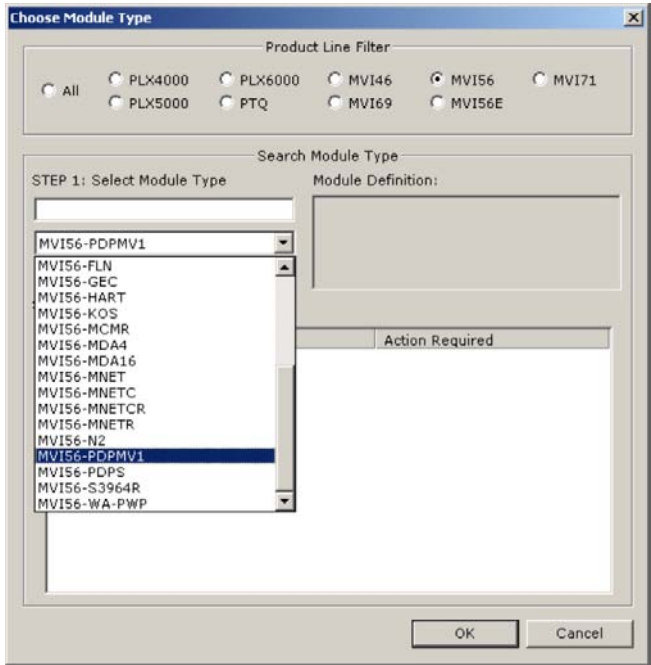 Choose Module Type
Product Line Filter
All
PLX4000
PLX6000
MVI46
MVI56
MVI71
PLX5000
PTQ
MVI69
MVI56E
Search Module Type
STEP 1: Select Module Type
Module Definition:
MVI56-PDPMV1
MVI56-FLN
MVI56-GEC
MVI56-HART
MVI56-KOS
MVI56-MCMR
MVI56-MDA4
MVI56-MDA16
MVI56-MNET
MVI56-MNETC
MVI56-MNETCR
MVI56-MNETR
MVI56-N2
MVI56-PDPMV1
MVI56-PDPS
MVI56-S3964R
MVI56-WA-PWP
Action Required
OK
Cancel